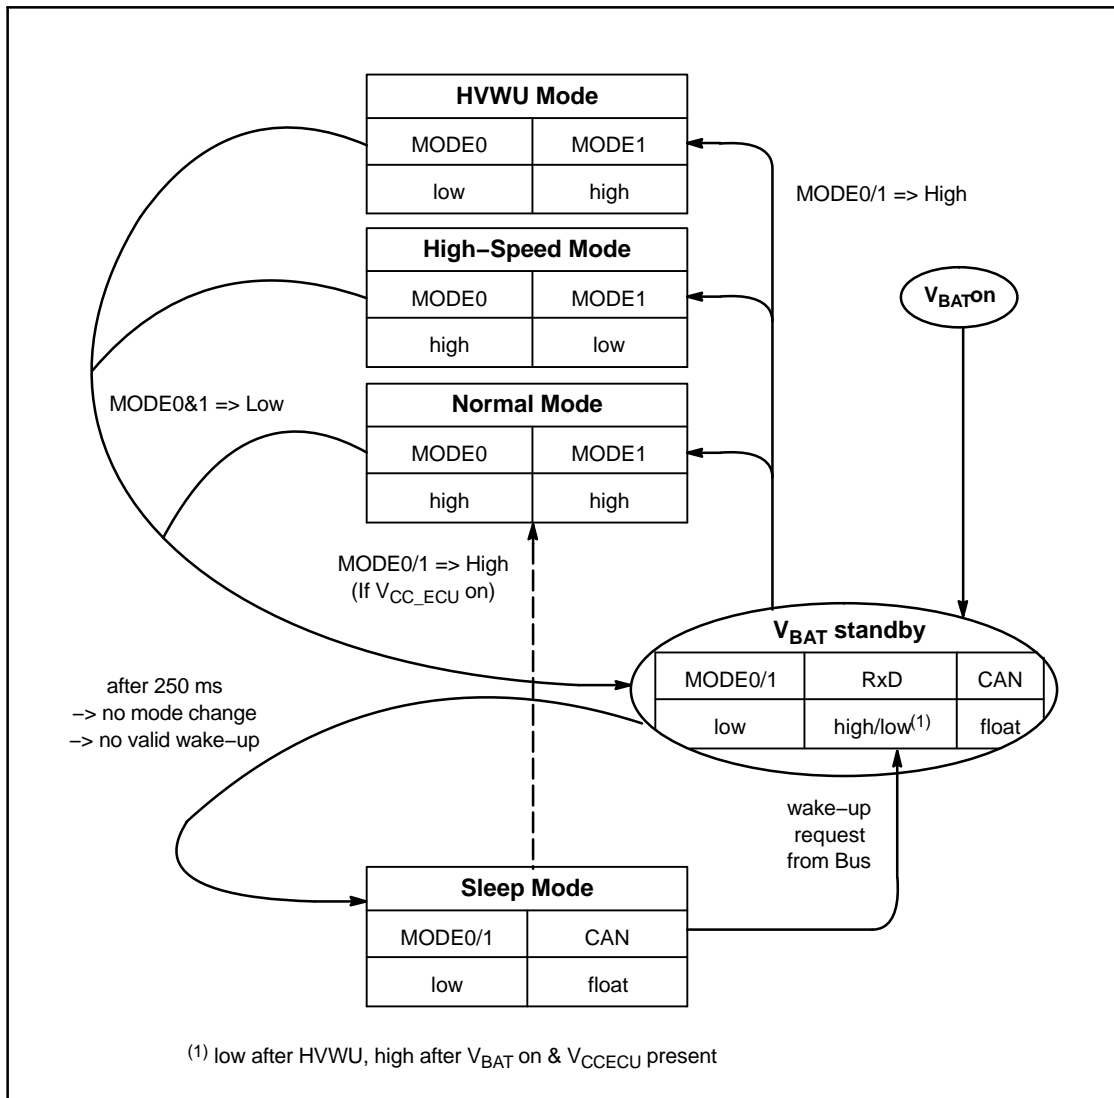 HVWU Mode
MODE0 MODE1
low high
MODE0/1 => High
High−Speed Mode
MODE0 MODE1
high low
VBATon
MODE0&1 => Low
Normal Mode
MODE0 MODE1
high high
MODE0/1 => High
(If VCC_ECU on)
VBAT standby
MODE0/1 RxD CAN
low high/low(1) float
after 250 ms
−> no mode change
−> no valid wake−up
wake−up
request
from Bus
Sleep Mode
MODE0/1 CAN
low float
(1) low after HVWU, high after VBAT on & VCCECU present